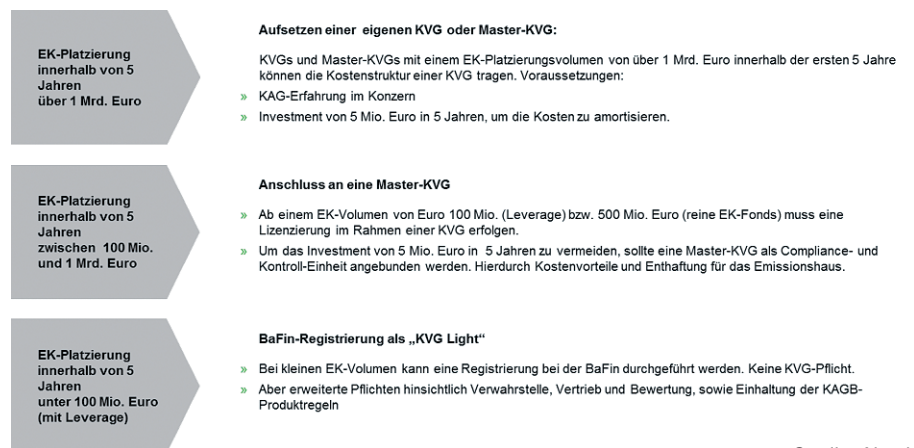 EK-Platzierung
innerhalb von 5
Jahren
über 1 Mrd. Euro
Aufsetzen einer eigenen KVG oder Master-KVG:
KVGs und Master-KVGs mit einem EK-Platzierungsvolumen von über 1 Mrd. Euro innerhalb der ersten 5 Jahre
können die Kostenstruktur einer KVG tragen. Voraussetzungen:
» KAG-Erfahrung im Konzern
» Investment von 5 Mio. Euro in 5 Jahren, um die Kosten zu amortisieren.
EK-Platzierung
innerhalb von 5
Jahren
zwischen 100 Mio.
und 1 Mrd. Euro
Anschluss an eine Master-KVG
» Ab einem EK-Volumen von Euro 100 Mio. (Leverage) bzw. 500 Mio. Euro (reine EK-Fonds) muss eine
Lizenzierung im Rahmen einer KVG erfolgen.
» Um das Investment von 5 Mio. Euro in 5 Jahren zu vermeiden, sollte eine Master-KVG als Compliance- und
Kontroll-Einheit angebunden werden. Hierdurch Kostenvorteile und Enthaftung für das Emissionshaus.
EK-Platzierung
innerhalb von 5
Jahren
unter 100 Mio. Euro
(mit Leverage)
BaFin-Registrierung als „KVG Light"
» Bei kleinen EK-Volumen kann eine Registrierung bei der BaFin durchgeführt werden. Keine KVG-Pflicht.
» Aber erweiterte Pflichten hinsichtlich Verwahrstelle, Vertrieb und Bewertung, sowie Einhaltung der KAGB-
Produktregeln